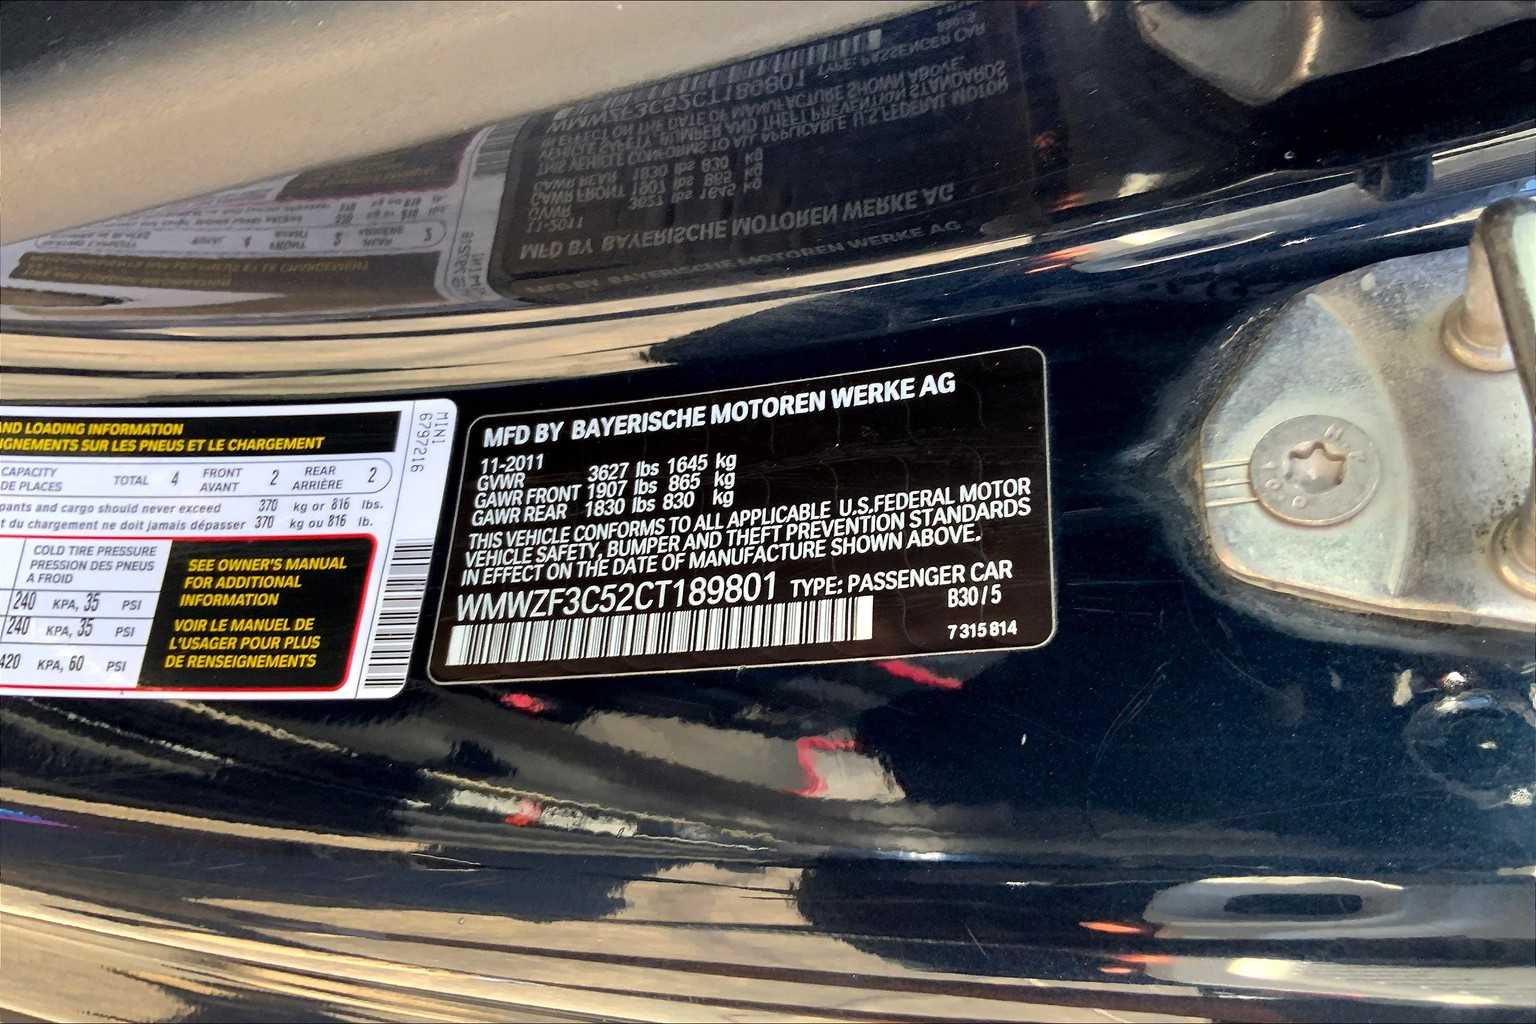 AND LOADING INFORMATION
IGNEMENTS SUR LES PNEUS ET LE CHARGEMENT
CAPACITY TOTAL 4 FRONT 2 REAR 2
DE PLACES AVANT ARRIÈRE
pants and cargo should never exceed 370 kg or 816 lbs.
t du chargement ne doit jamais dépasser 370 kg ou 816 lb.
COLD TIRE PRESSURE
PRESSION DES PNEUS
A FROID
240 KPA, 35 PSI
240 KPA, 35 PSI
420 KPA, 60 PSI
SEE OWNER'S MANUAL
FOR ADDITIONAL
INFORMATION
VOIR LE MANUEL DE
L'USAGER POUR PLUS
DE RENSEIGNEMENTS
MINI
6797216
MFD BY BAYERISCHE MOTOREN WERKE AG
11-2011
GVWR 3627 lbs 1645 kg
GAWR FRONT 1907 lbs 865 kg
GAWR REAR 1830 lbs 830 kg
THIS VEHICLE CONFORMS TO ALL APPLICABLE U.S.FEDERAL MOTOR
VEHICLE SAFETY, BUMPER AND THEFT PREVENTION STANDARDS
IN EFFECT ON THE DATE OF MANUFACTURE SHOWN ABOVE.
WMWZF3C52CT189801 TYPE: PASSENGER CAR
B30/5
7 315 814